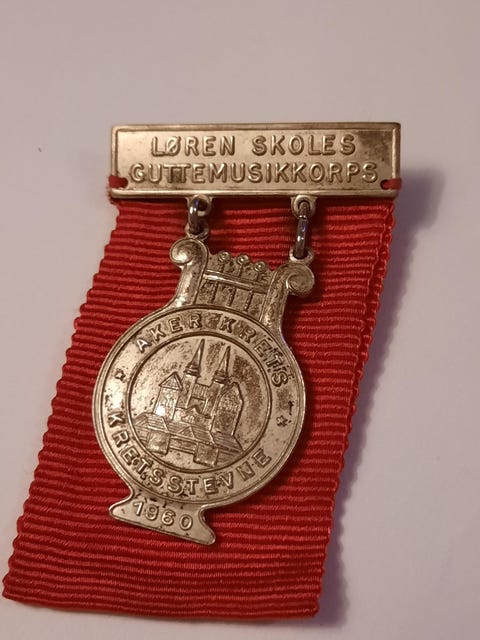 LØREN SKOLES
GUTTEMUSIKKORPS
AKER KRETS
KRETSSTEVNE
1960